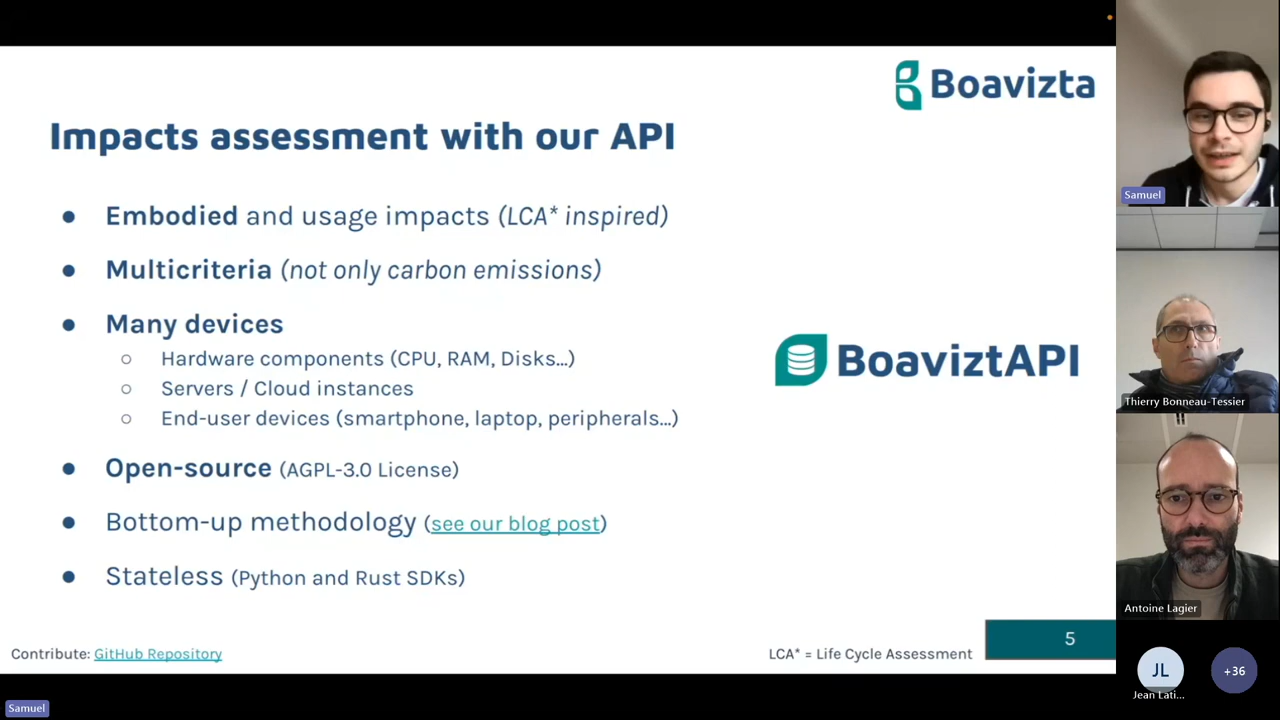 Boavizta
Impacts assessment with our API
● Embodied and usage impacts (LCA* inspired)
● Multicriteria (not only carbon emissions)
● Many devices
○ Hardware components (CPU, RAM, Disks...)
○ Servers / Cloud instances
○ End-user devices (smartphone, laptop, peripherals...)
● Open-source (AGPL-3.0 License)
● Bottom-up methodology (see our blog post)
● Stateless (Python and Rust SDKs)
BoaviztAPI
Contribute: GitHub Repository
LCA* = Life Cycle Assessment
5
Samuel
Samuel
Thierry Bonneau-Tessier
Antoine Lagier
JL
Jean Lati...
+36